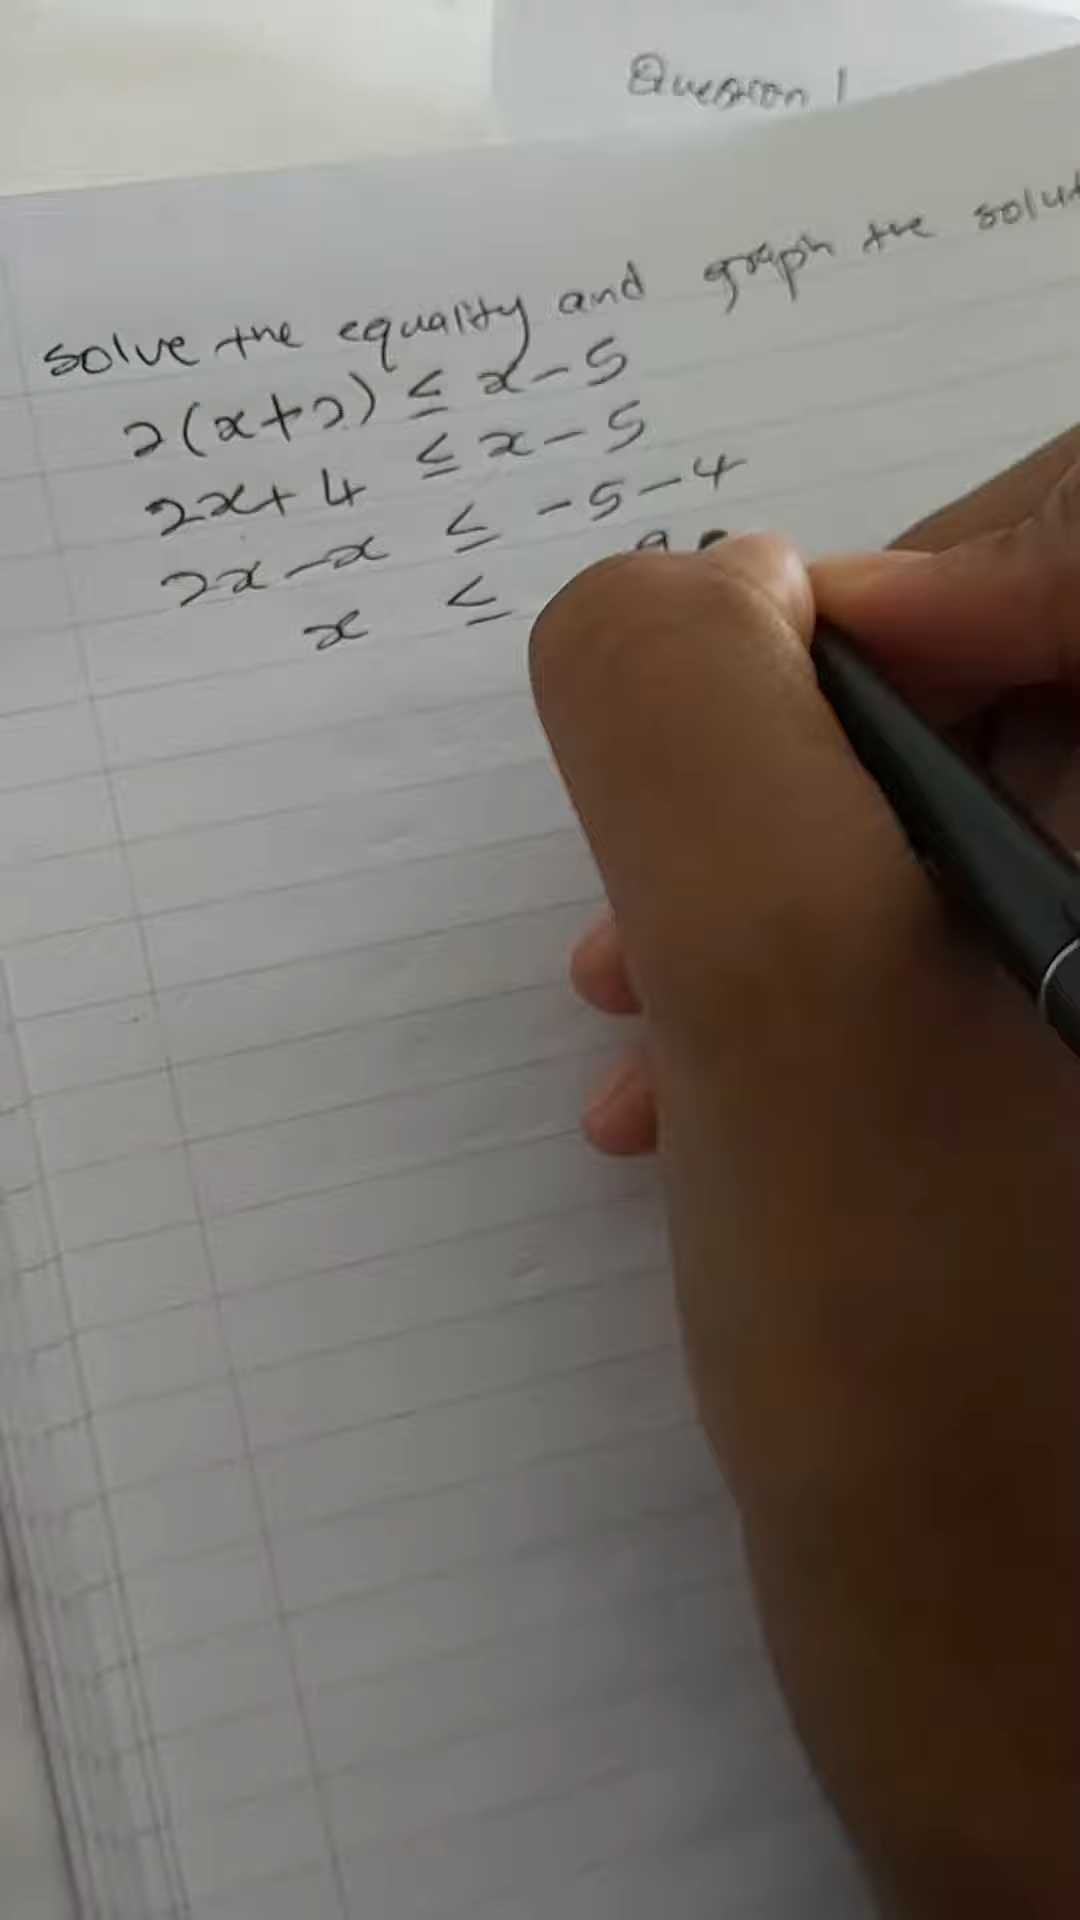 Question 1
solve the equality and graph the
2(x+2) ≤ x-5
2x+4 ≤ x-5
2x-x ≤ -5-4
x ≤